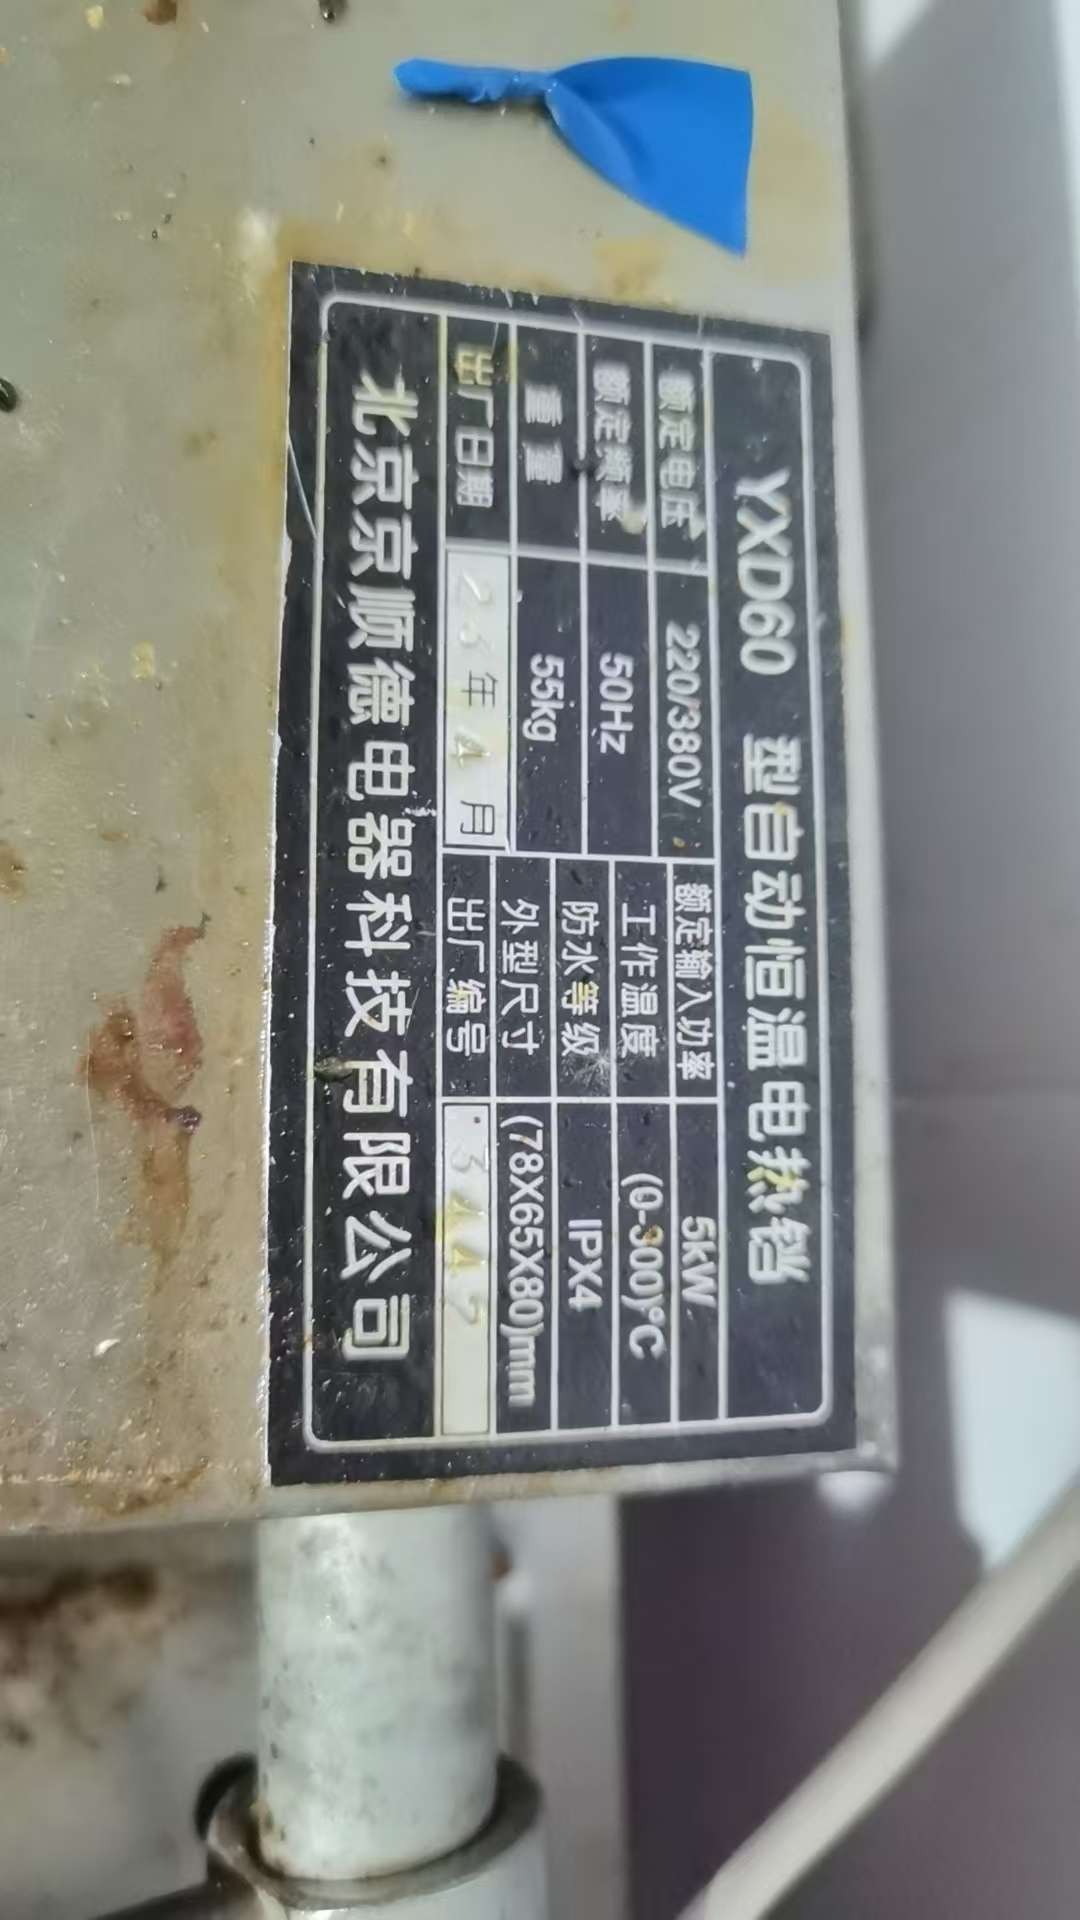 YXD60 型自动恒温电热铛
额定电压 220/380V 额定输入功率 5kW
额定频率 50Hz 工作温度 (0-300)℃
重量 55kg 防水等级 IPX4
外型尺寸 (78X65X80)mm
出厂日期 23年4月 出厂编号
北京京顺德电器科技有限公司